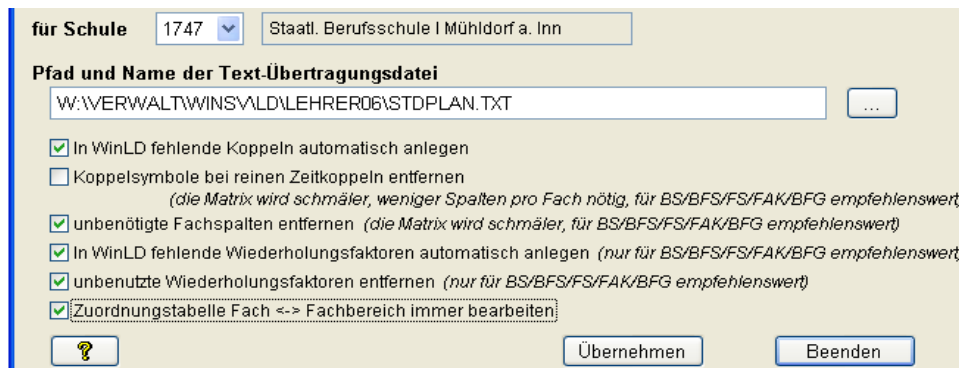 für Schule 1747 Staatl. Berufsschule I Mühldorf a. Inn
Pfad und Name der Text-Übertragungsdatei
W:\VERWALT\WINSV\LD\LEHRER06\STDPLAN.TXT ...
In WinLD fehlende Koppeln automatisch anlegen
Koppelsymbole bei reinen Zeitkoppeln entfernen
(die Matrix wird schmäler, weniger Spalten pro Fach nötig, für BS/BFS/FS/FAK/BFG empfehlenswert)
unbenötigte Fachspalten entfernen (die Matrix wird schmäler, für BS/BFS/FS/FAK/BFG empfehlenswert)
In WinLD fehlende Wiederholungsfaktoren automatisch anlegen (nur für BS/BFS/FS/FAK/BFG empfehlenswert)
unbenutzte Wiederholungsfaktoren entfernen (nur für BS/BFS/FS/FAK/BFG empfehlenswert)
Zuordnungstabelle Fach <-> Fachbereich immer bearbeiten
? Übernehmen Beenden